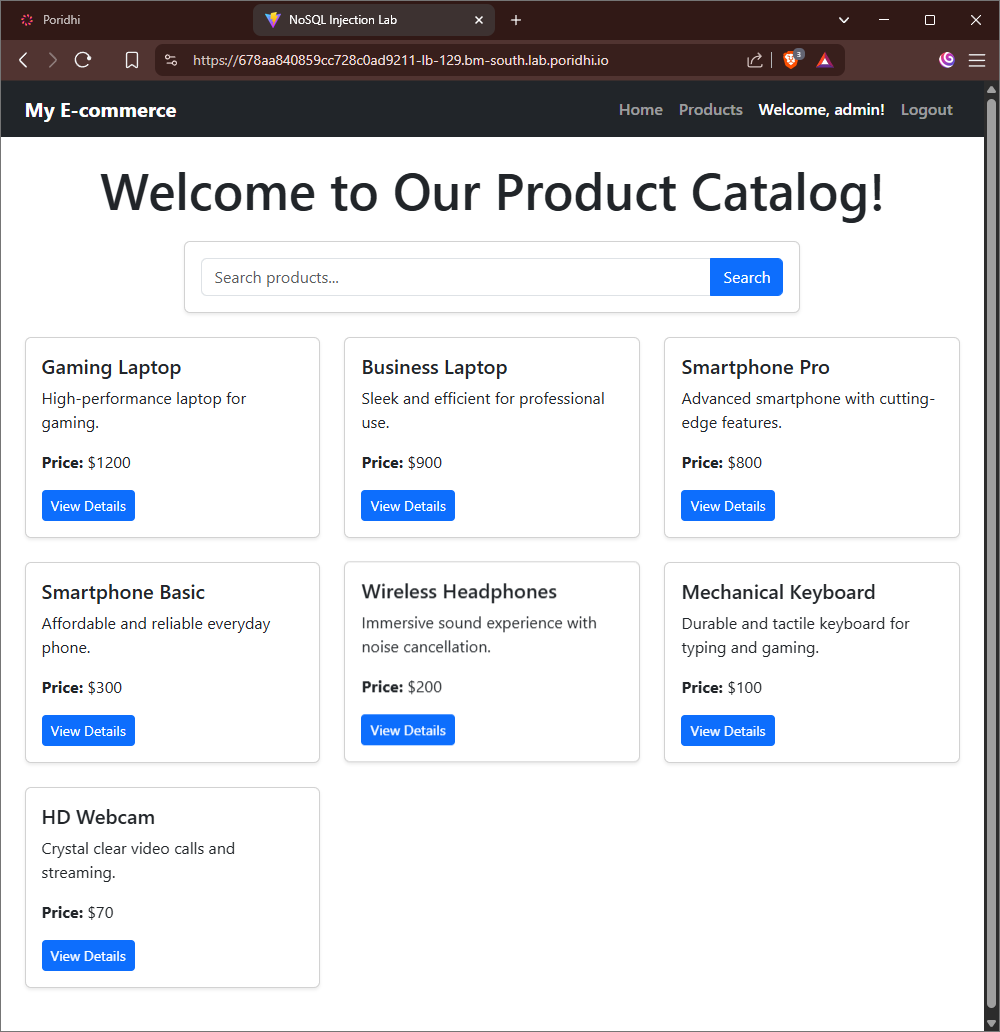 Poridhi
NoSQL Injection Lab
https://678aa840859cc728c0ad9211-lb-129.bm-south.lab.poridhi.io
3
My E-commerce
Home
Products
Welcome, admin!
Logout
Welcome to Our Product Catalog!
Search products...
Search
Gaming Laptop
High-performance laptop for
gaming.
Price: $1200
View Details
Business Laptop
Sleek and efficient for professional
use.
Price: $900
View Details
Smartphone Pro
Advanced smartphone with cutting-
edge features.
Price: $800
View Details
Smartphone Basic
Affordable and reliable everyday
phone.
Price: $300
View Details
Wireless Headphones
Immersive sound experience with
noise cancellation.
Price: $200
View Details
Mechanical Keyboard
Durable and tactile keyboard for
typing and gaming.
Price: $100
View Details
HD Webcam
Crystal clear video calls and
streaming.
Price: $70
View Details